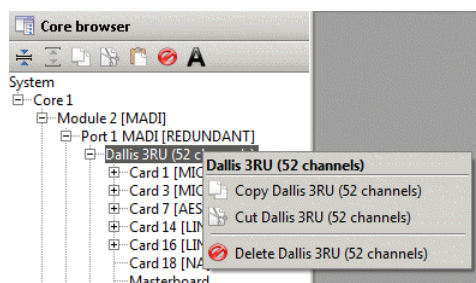 Core browser
A
System
Core 1
Module 2 [MADI]
Port 1 MADI [REDUNDANT]
Dallis 3RU (52 channels)
Dallis 3RU (52 channels)
Card 1 [MIC
Copy Dallis 3RU (52 channels)
Card 3 [MIC
Cut Dallis 3RU (52 channels)
Card 7 [AES
Card 14 [LIN
Card 16 [LIN
Delete Dallis 3RU (52 channels)
Card 18 [NA
Masterboard